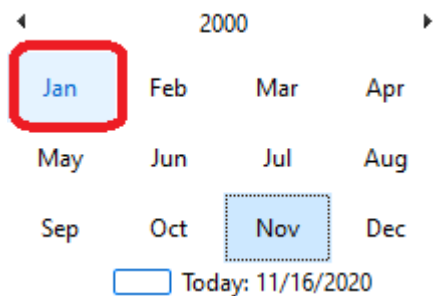 2000
Jan Feb Mar Apr
May Jun Jul Aug
Sep Oct Nov Dec
Today: 11/16/2020